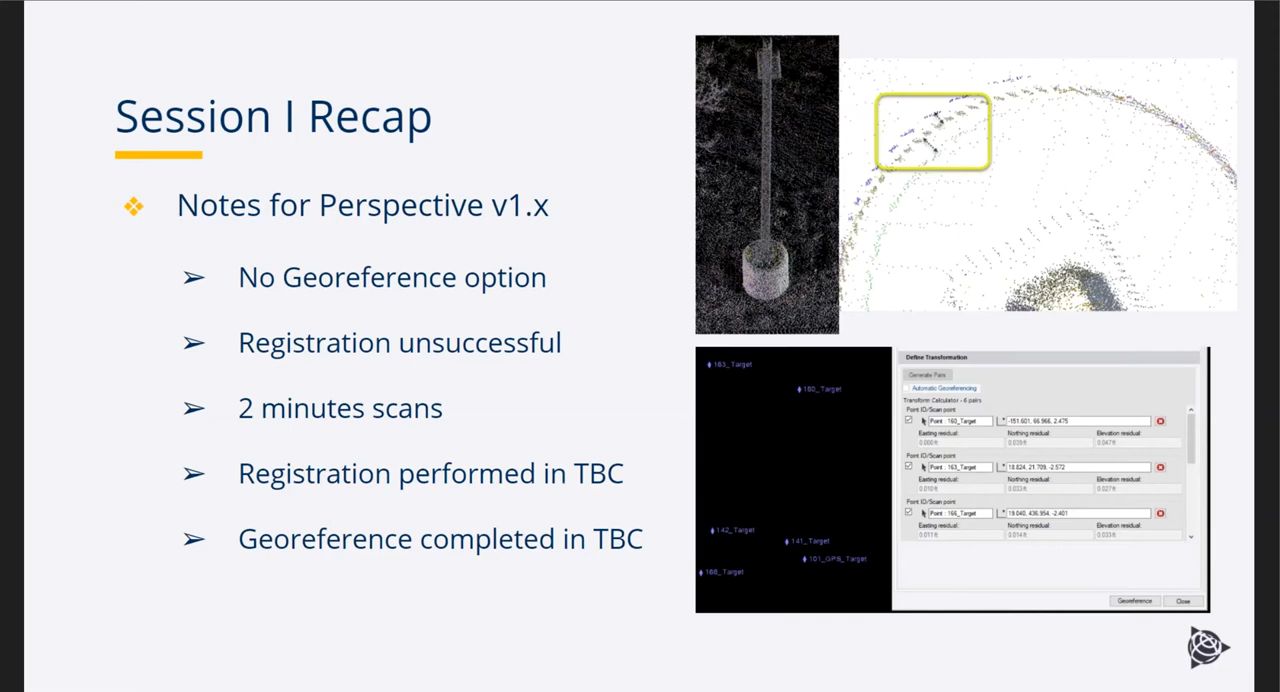 Session I Recap
Notes for Perspective v1.x
No Georeference option
Registration unsuccessful
2 minutes scans
Registration performed in TBC
Georeference completed in TBC
163_Target
160_Target
142_Target
141_Target
101_GPS_Target
166_Target
Define Transformation
Generate Pairs
Automatic Georeferencing
Transform Calculator - 6 pairs
Point ID/Scan point
Point : 160_Target -151.601, 66.966, 2.475
Easting residual: Northing residual: Elevation residual:
0.039 ft 0.047 ft
Point ID/Scan point
Point : 163_Target 18.824, 21.709, -2.572
Easting residual: Northing residual: Elevation residual:
0.010 ft 0.033 ft 0.027 ft
Point ID/Scan point
Point : 166_Target 19.040, 436.954, -2.401
Easting residual: Northing residual: Elevation residual:
0.011 ft 0.014 ft 0.033 ft
Georeference Close